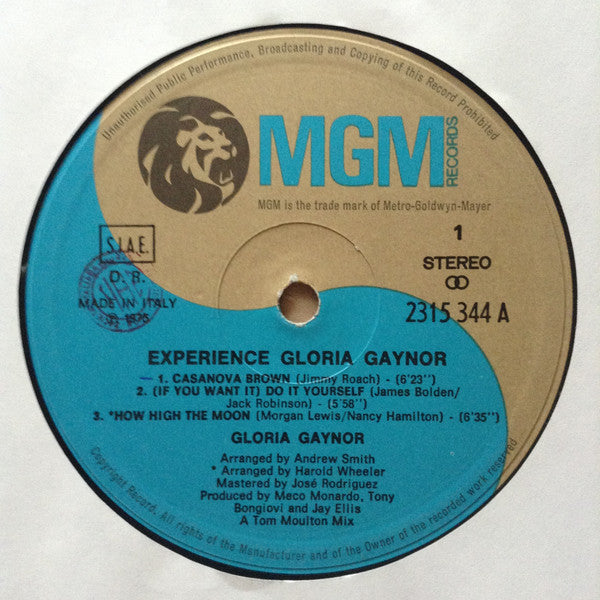 Unauthorised Public Performance, Broadcasting and Copying of this Record Prohibited
MGM
RECORDS
MGM is the trade mark of Metro-Goldwyn-Mayer
S.I.A.E.
D. R.
MADE IN ITALY
℗ 1975
1
STEREO
2315 344 A
EXPERIENCE GLORIA GAYNOR
1. CASANOVA BROWN (Jimmy Roach) - (6'23'')
2. (IF YOU WANT IT) DO IT YOURSELF (James Bolden/
Jack Robinson) - (5'58'')
3. *HOW HIGH THE MOON (Morgan Lewis/Nancy Hamilton) - (6'35'')
GLORIA GAYNOR
Arranged by Andrew Smith
* Arranged by Harold Wheeler
Mastered by José Rodriguez
Produced by Meco Monardo, Tony
Bongiovi and Jay Ellis
A Tom Moulton Mix
Copyright Record. All rights of the Manufacturer and of the Owner of the recorded work reserved